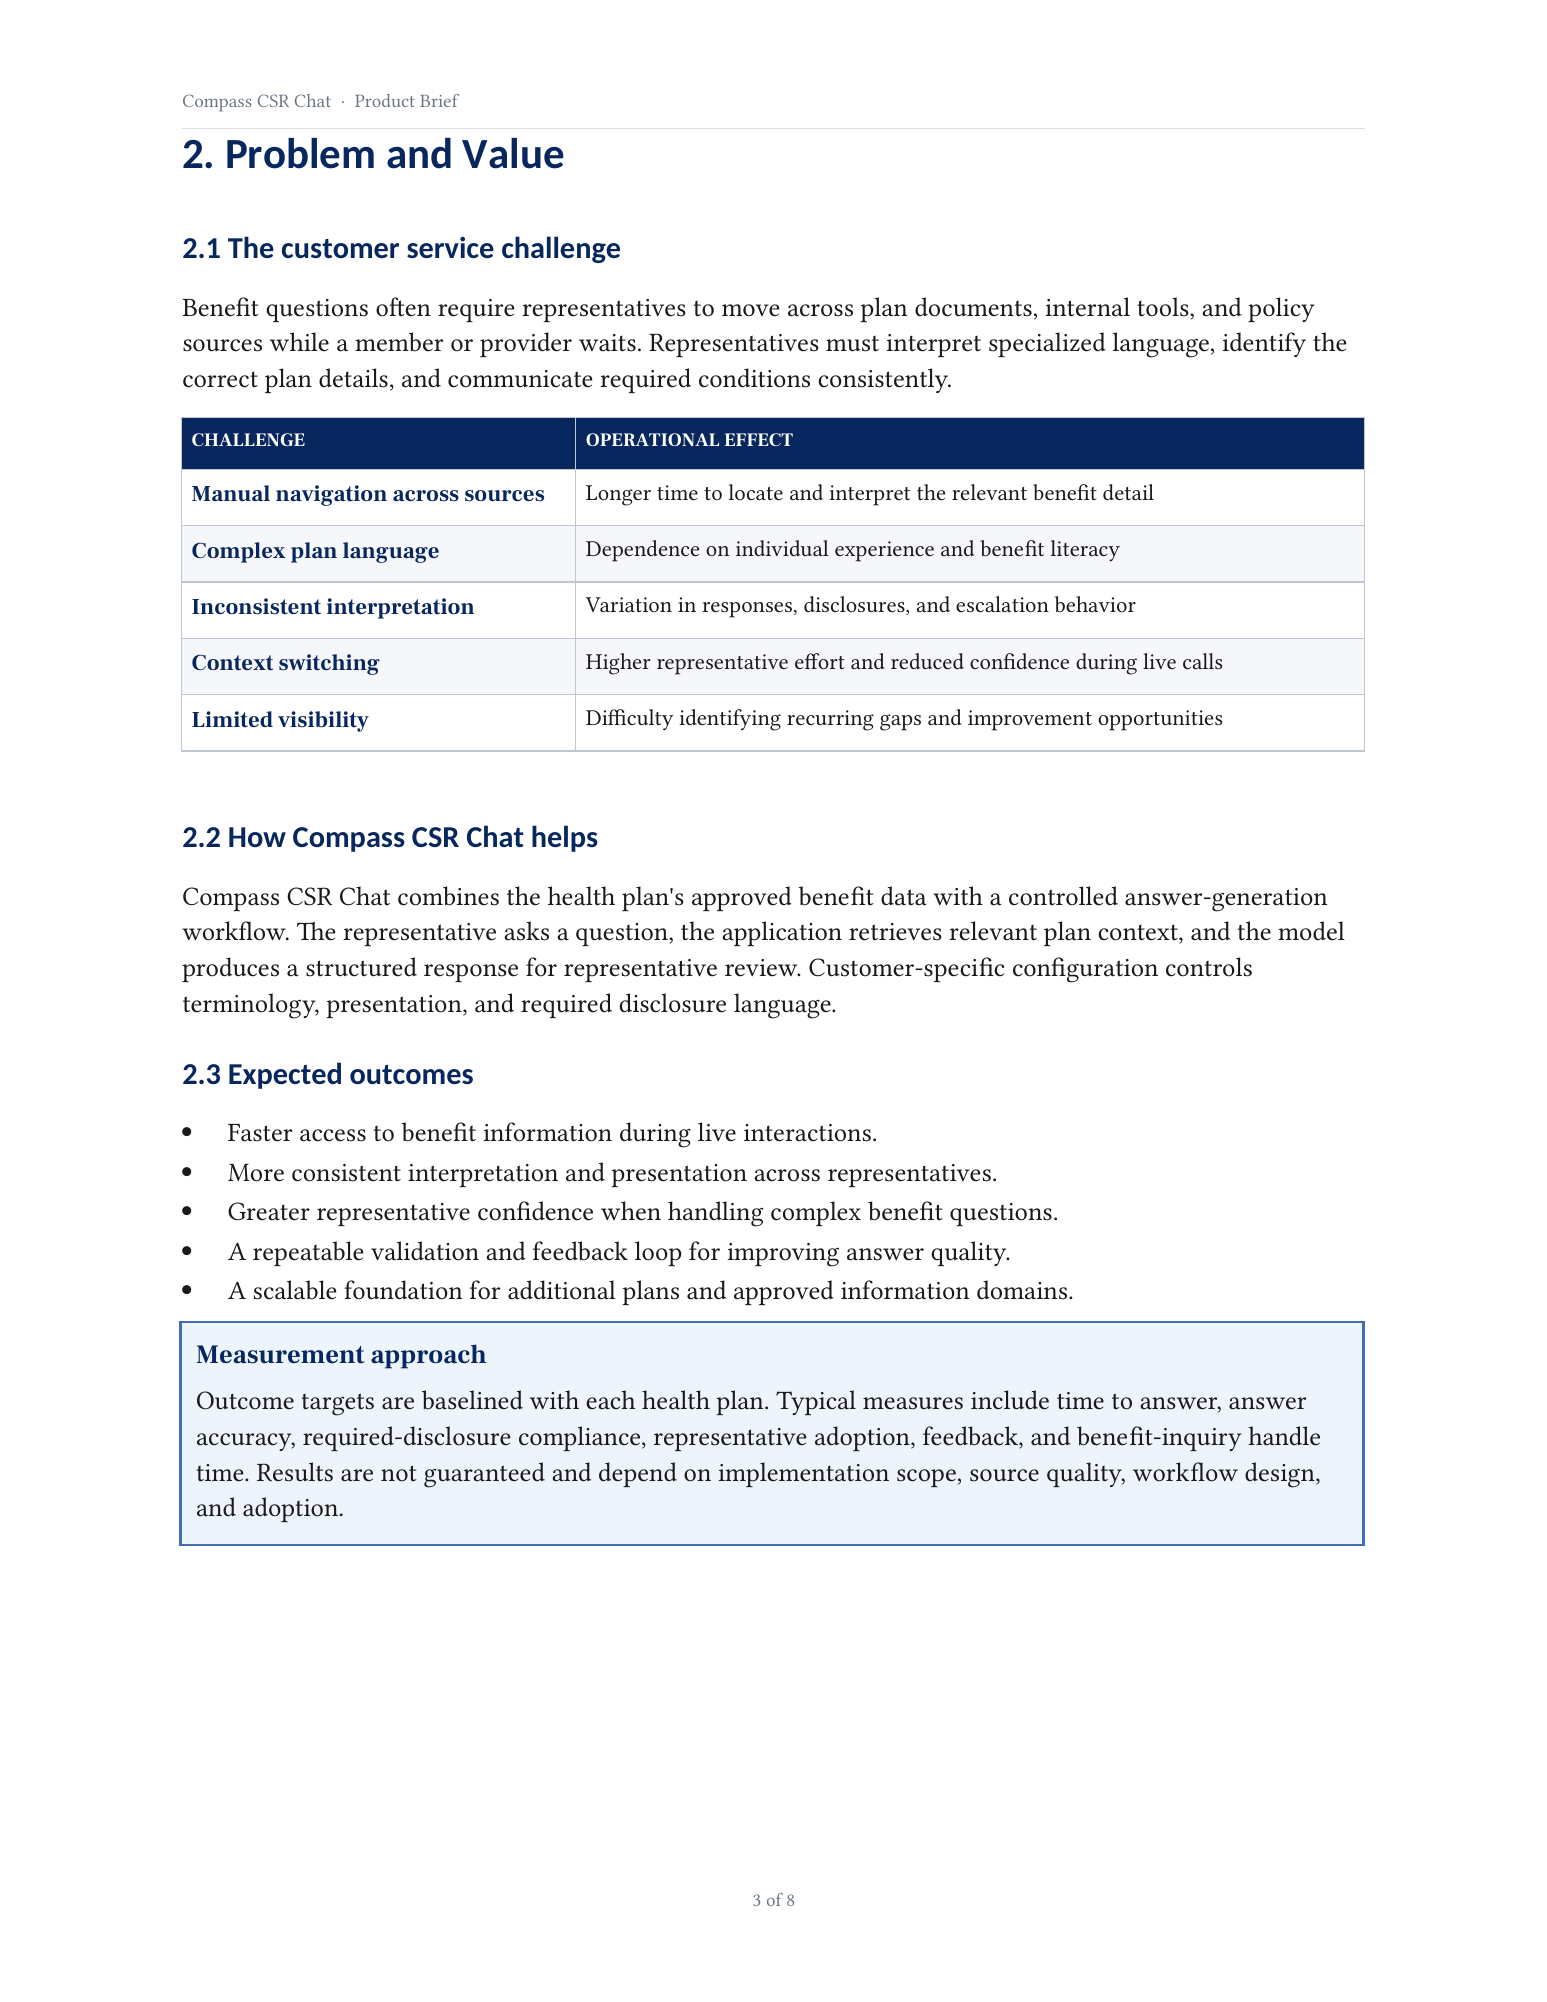 Compass CSR Chat · Product Brief
2. Problem and Value
2.1 The customer service challenge
Benefit questions often require representatives to move across plan documents, internal tools, and policy
sources while a member or provider waits. Representatives must interpret specialized language, identify the
correct plan details, and communicate required conditions consistently.
CHALLENGE OPERATIONAL EFFECT
Manual navigation across sources Longer time to locate and interpret the relevant benefit detail
Complex plan language Dependence on individual experience and benefit literacy
Inconsistent interpretation Variation in responses, disclosures, and escalation behavior
Context switching Higher representative effort and reduced confidence during live calls
Limited visibility Difficulty identifying recurring gaps and improvement opportunities
2.2 How Compass CSR Chat helps
Compass CSR Chat combines the health plan's approved benefit data with a controlled answer-generation
workflow. The representative asks a question, the application retrieves relevant plan context, and the model
produces a structured response for representative review. Customer-specific configuration controls
terminology, presentation, and required disclosure language.
2.3 Expected outcomes
• Faster access to benefit information during live interactions.
• More consistent interpretation and presentation across representatives.
• Greater representative confidence when handling complex benefit questions.
• A repeatable validation and feedback loop for improving answer quality.
• A scalable foundation for additional plans and approved information domains.
Measurement approach
Outcome targets are baselined with each health plan. Typical measures include time to answer, answer
accuracy, required-disclosure compliance, representative adoption, feedback, and benefit-inquiry handle
time. Results are not guaranteed and depend on implementation scope, source quality, workflow design,
and adoption.
3 of 8